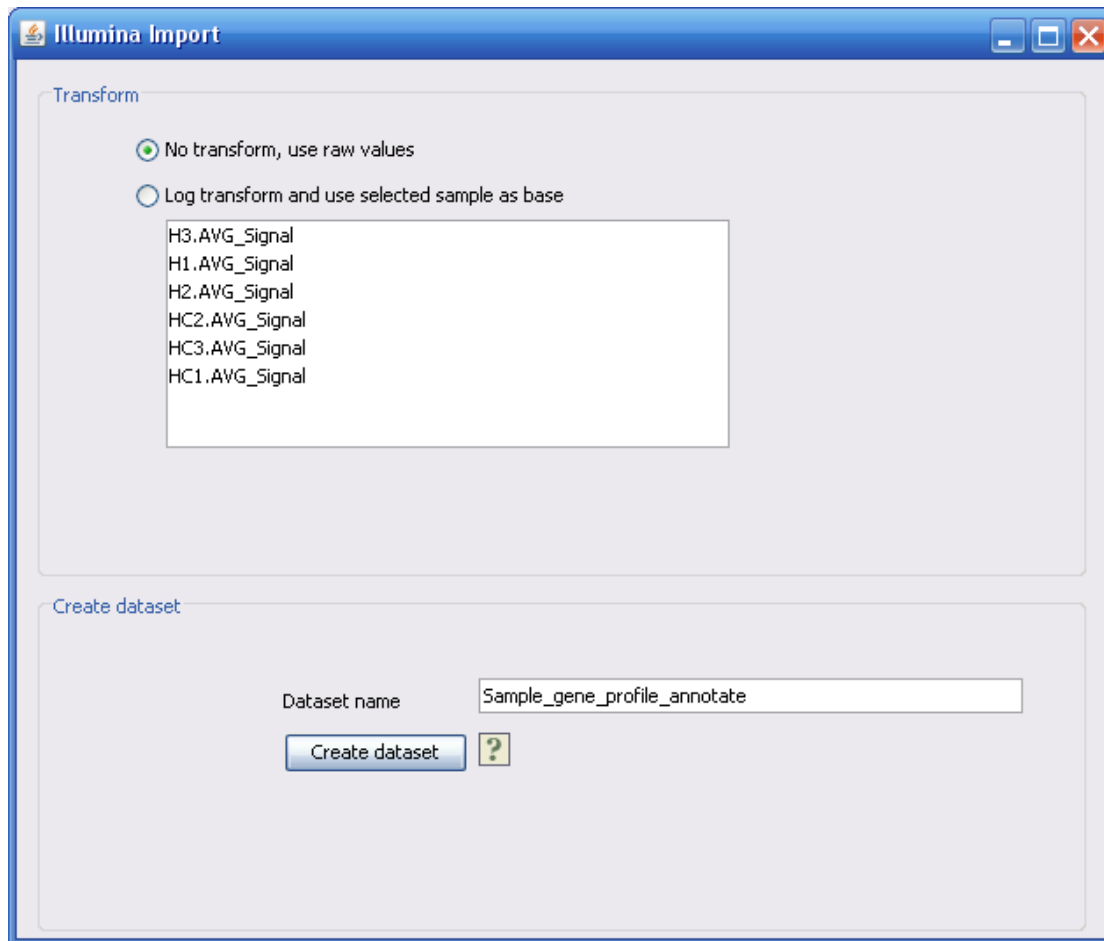 Illumina Import
Transform
No transform, use raw values
Log transform and use selected sample as base
H3.AVG_Signal
H1.AVG_Signal
H2.AVG_Signal
HC2.AVG_Signal
HC3.AVG_Signal
HC1.AVG_Signal
Create dataset
Dataset name Sample_gene_profile_annotate
Create dataset ?